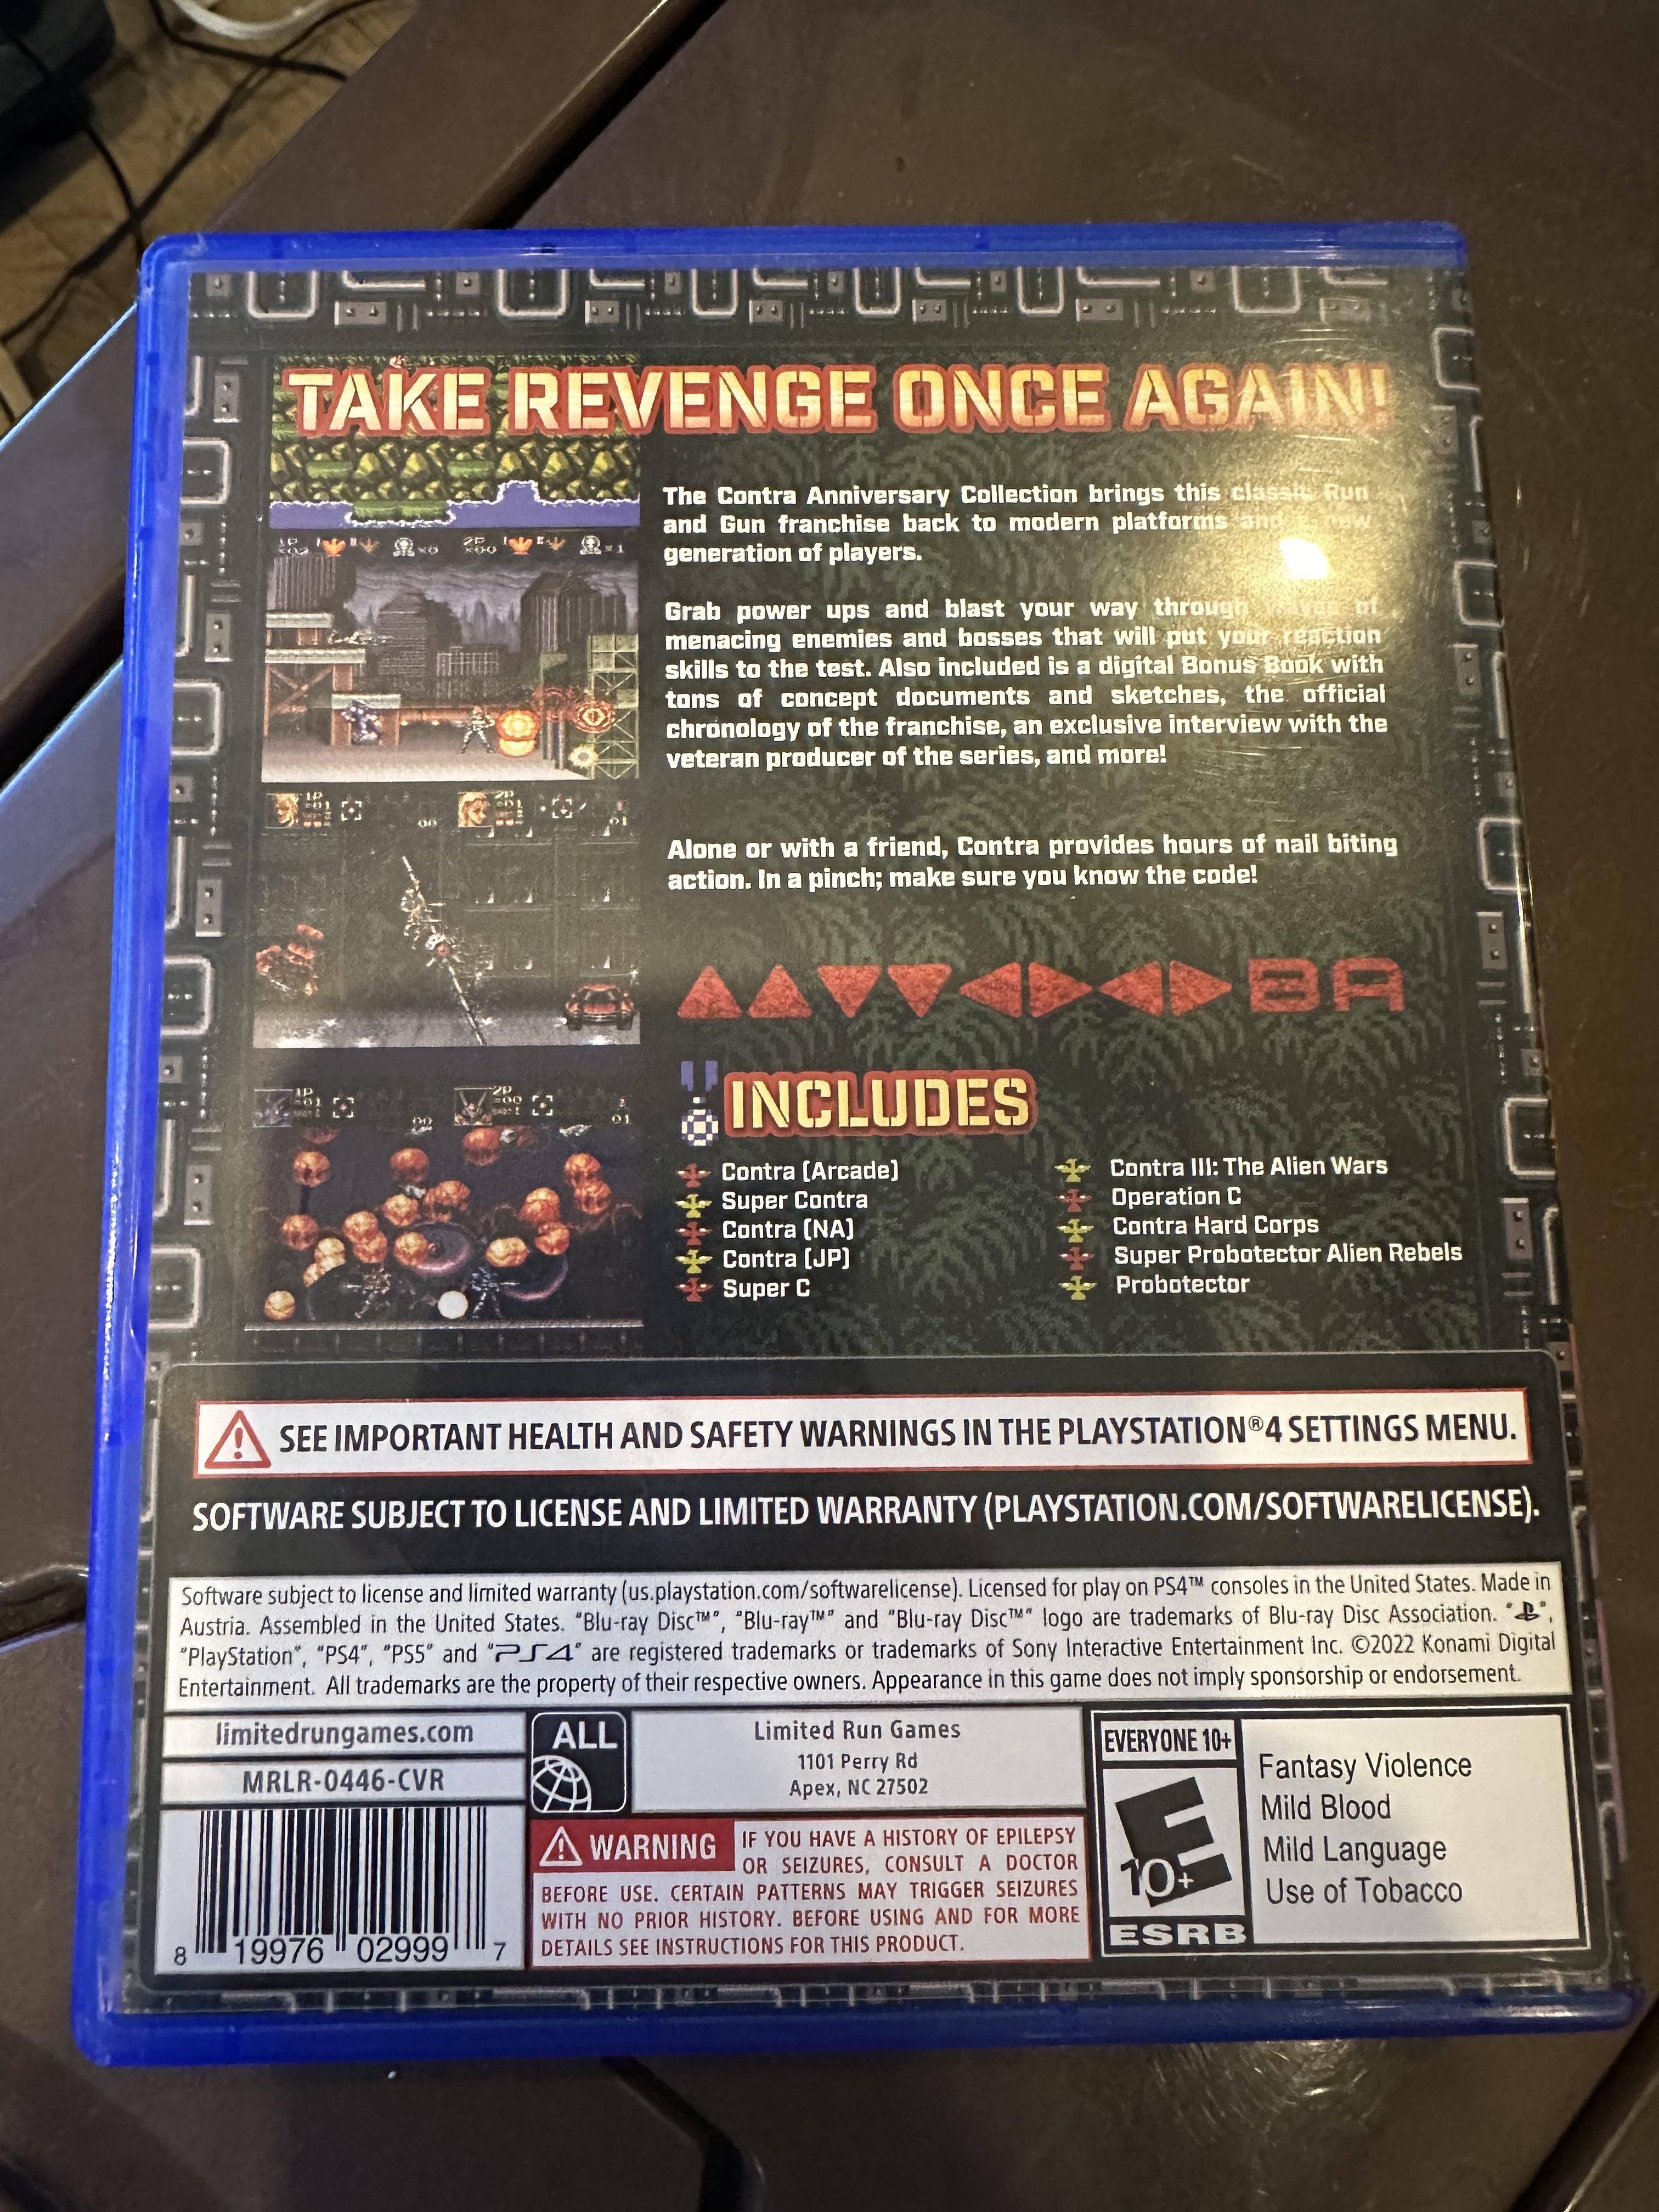 TAKE REVENGE ONCE AGAIN!
The Contra Anniversary Collection brings this classic Run
and Gun franchise back to modern platforms and new
generation of players.
Grab power ups and blast your way through of
menacing enemies and bosses that will put your reaction
skills to the test. Also included is a digital Bonus Book with
tons of concept documents and sketches, the official
chronology of the franchise, an exclusive interview with the
veteran producer of the series, and more!
Alone or with a friend, Contra provides hours of nail biting
action. In a pinch; make sure you know the code!
BA
INCLUDES
Contra [Arcade]
Super Contra
Contra [NA]
Contra [JP]
Super C
Contra III: The Alien Wars
Operation C
Contra Hard Corps
Super Probotector Alien Rebels
Probotector
SEE IMPORTANT HEALTH AND SAFETY WARNINGS IN THE PLAYSTATION®4 SETTINGS MENU.
SOFTWARE SUBJECT TO LICENSE AND LIMITED WARRANTY (PLAYSTATION.COM/SOFTWARELICENSE).
Software subject to license and limited warranty (us.playstation.com/softwarelicense). Licensed for play on PS4™ consoles in the United States. Made in
Austria. Assembled in the United States. "Blu-ray Disc™", "Blu-ray™" and "Blu-ray Disc™" logo are trademarks of Blu-ray Disc Association. " ",
"PlayStation", "PS4", "PS5" and "PS4" are registered trademarks or trademarks of Sony Interactive Entertainment Inc. ©2022 Konami Digital
Entertainment. All trademarks are the property of their respective owners. Appearance in this game does not imply sponsorship or endorsement.
limitedrungames.com
MRLR-0446-CVR
8 19976 02999 7
ALL
Limited Run Games
1101 Perry Rd
Apex, NC 27502
WARNING IF YOU HAVE A HISTORY OF EPILEPSY
OR SEIZURES, CONSULT A DOCTOR
BEFORE USE. CERTAIN PATTERNS MAY TRIGGER SEIZURES
WITH NO PRIOR HISTORY. BEFORE USING AND FOR MORE
DETAILS SEE INSTRUCTIONS FOR THIS PRODUCT.
EVERYONE 10+
E
10+
ESRB
Fantasy Violence
Mild Blood
Mild Language
Use of Tobacco